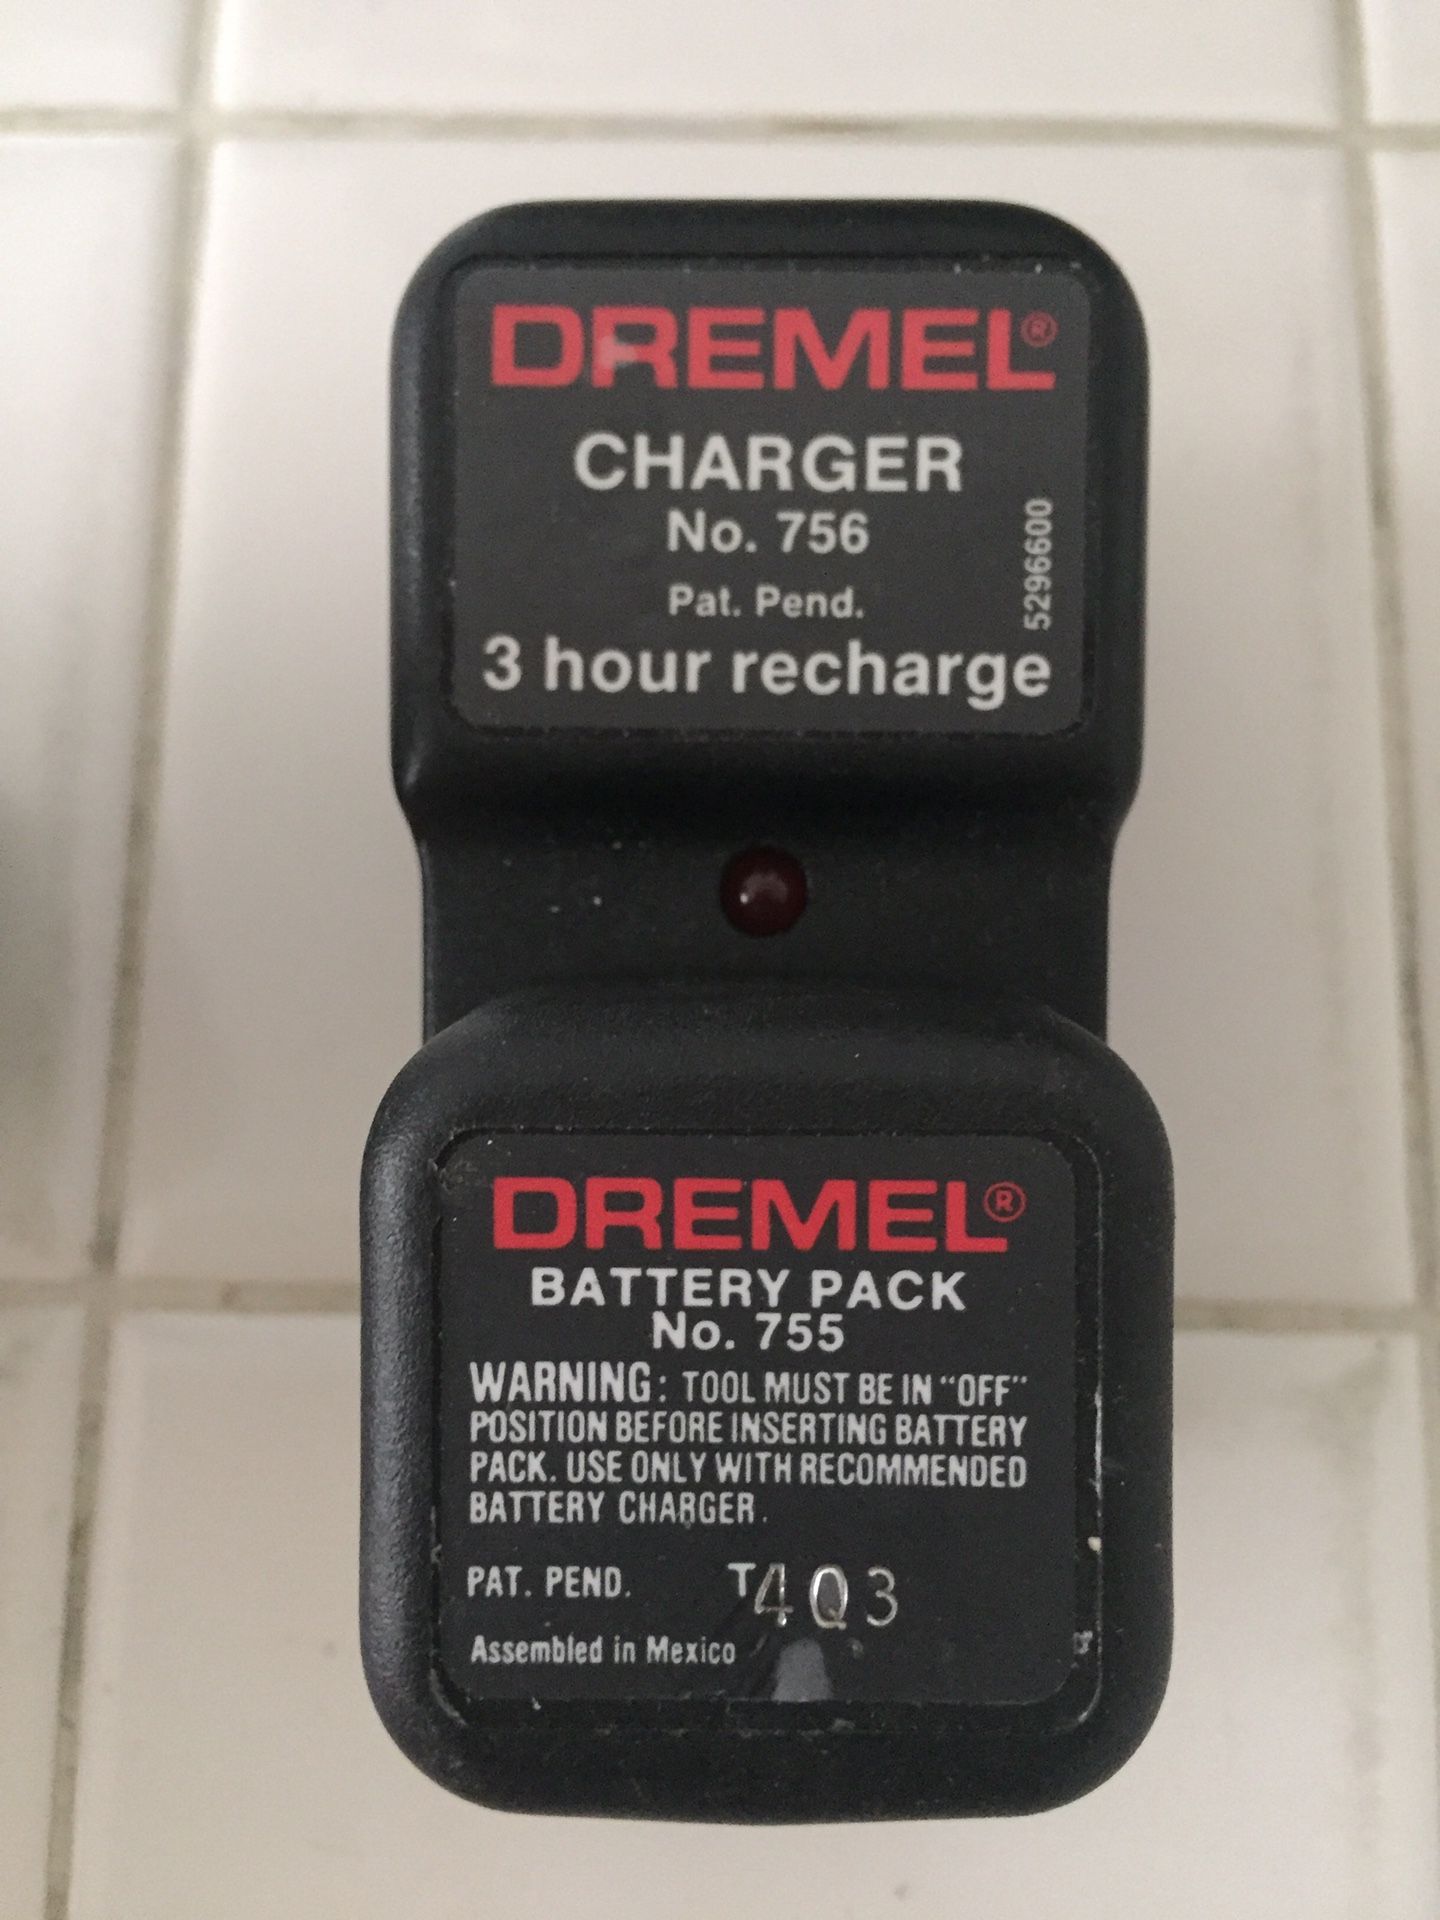 DREMEL®
CHARGER
No. 756
Pat. Pend.
3 hour recharge
5296600
DREMEL®
BATTERY PACK
No. 755
WARNING: TOOL MUST BE IN "OFF"
POSITION BEFORE INSERTING BATTERY
PACK. USE ONLY WITH RECOMMENDED
BATTERY CHARGER.
PAT. PEND. T4Q3
Assembled in Mexico